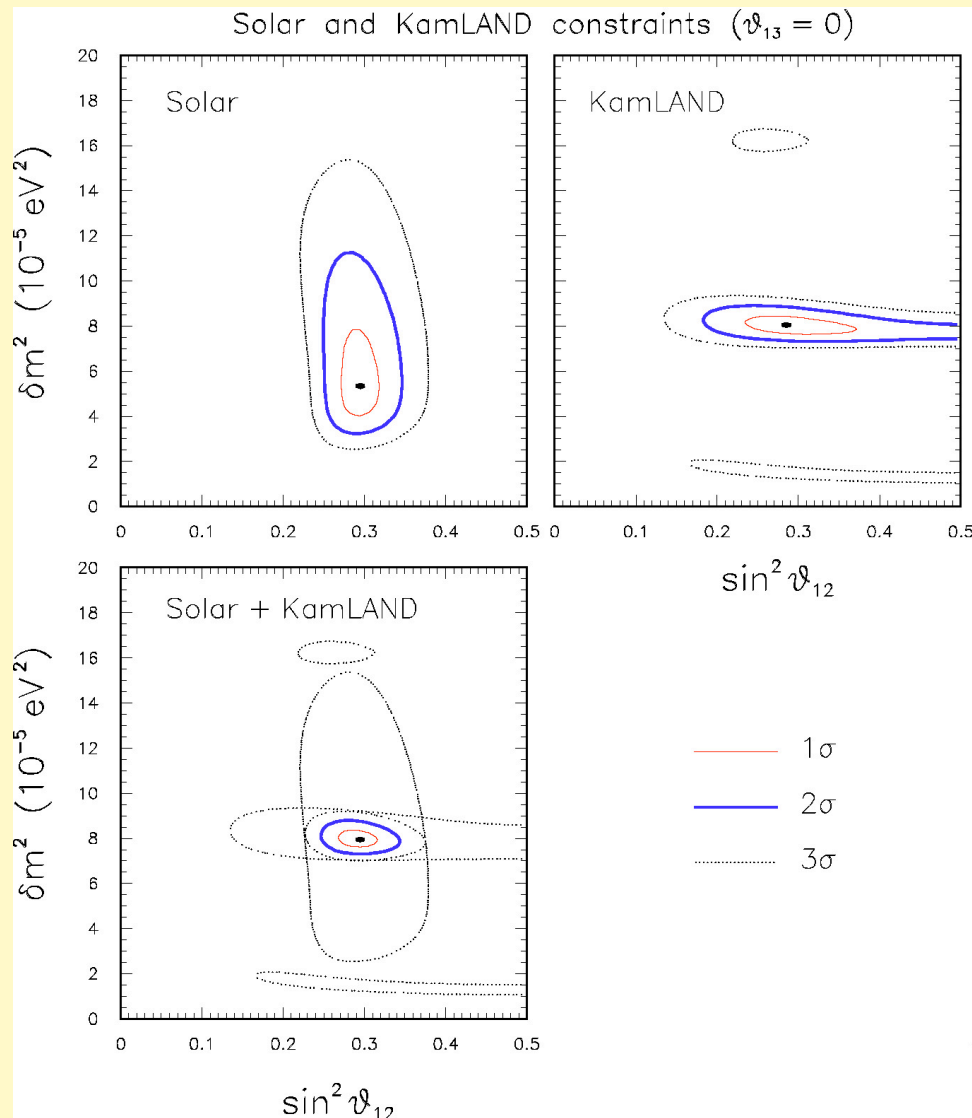 Solar and KamLAND constraints (ϑ₁₃ = 0)
δm² (10⁻⁵ eV²)
20
18
16
14
12
10
8
6
4
2
0
Solar
0 0.1 0.2 0.3 0.4 0.5
KamLAND
0 0.1 0.2 0.3 0.4 0.5
sin² ϑ₁₂
δm² (10⁻⁵ eV²)
20
18
16
14
12
10
8
6
4
2
0
Solar + KamLAND
0 0.1 0.2 0.3 0.4 0.5
sin² ϑ₁₂
1σ
2σ
3σ